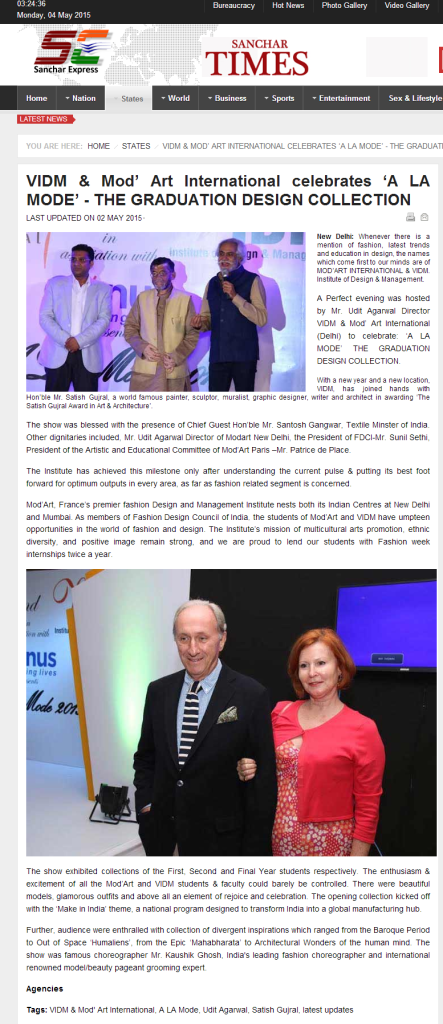 03:24:36
Monday, 04 May 2015
Bureaucracy Hot News Photo Gallery Video Gallery
SC
Sanchar Express
SANCHAR
TIMES
Home Nation States World Business Sports Entertainment Sex & Lifestyle
LATEST NEWS
YOU ARE HERE: HOME STATES VIDM & MOD' ART INTERNATIONAL CELEBRATES 'A LA MODE' - THE GRADUATI
VIDM & Mod' Art International celebrates 'A LA
MODE' - THE GRADUATION DESIGN COLLECTION
LAST UPDATED ON 02 MAY 2015
in
ation with
Institute
sign & Manag
nus
New Delhi: Whenever there is a
mention of fashion, latest trends
and education in design, the names
which come first to our minds are of
MOD'ART INTERNATIONAL & VIDM.
Institute of Design & Management.
A Perfect evening was hosted
by Mr. Udit Agarwal Director
VIDM & Mod' Art International
(Delhi) to celebrate: 'A LA
MODE' THE GRADUATION
DESIGN COLLECTION.
With a new year and a new location,
VIDM, has joined hands with
Hon'ble Mr. Satish Gujral, a world famous painter, sculptor, muralist, graphic designer, writer and architect in awarding 'The
Satish Gujral Award in Art & Architecture'.
The show was blessed with the presence of Chief Guest Hon'ble Mr. Santosh Gangwar, Textile Minster of India.
Other dignitaries included, Mr. Udit Agarwal Director of Modart New Delhi, the President of FDCI-Mr. Sunil Sethi,
President of the Artistic and Educational Committee of Mod'Art Paris –Mr. Patrice de Place.
The Institute has achieved this milestone only after understanding the current pulse & putting its best foot
forward for optimum outputs in every area, as far as fashion related segment is concerned.
Mod'Art, France's premier fashion Design and Management Institute nests both its Indian Centres at New Delhi
and Mumbai. As members of Fashion Design Council of India, the students of Mod'Art and VIDM have umpteen
opportunities in the world of fashion and design. The Institute's mission of multicultural arts promotion, ethnic
diversity, and positive image remain strong, and we are proud to lend our students with Fashion week
internships twice a year.
nd
tion with
Institu
nus
ing lives
ents
Mode 201
The show exhibited collections of the First, Second and Final Year students respectively. The enthusiasm &
excitement of all the Mod'Art and VIDM students & faculty could barely be controlled. There were beautiful
models, glamorous outfits and above all an element of rejoice and celebration. The opening collection kicked off
with the 'Make in India' theme, a national program designed to transform India into a global manufacturing hub.
Further, audience were enthralled with collection of divergent inspirations which ranged from the Baroque Period
to Out of Space 'Humaliens', from the Epic 'Mahabharata' to Architectural Wonders of the human mind. The
show was famous choreographer Mr. Kaushik Ghosh, India's leading fashion choreographer and international
renowned model/beauty pageant grooming expert.
Agencies
Tags: VIDM & Mod' Art International, A LA Mode, Udit Agarwal, Satish Gujral, latest updates